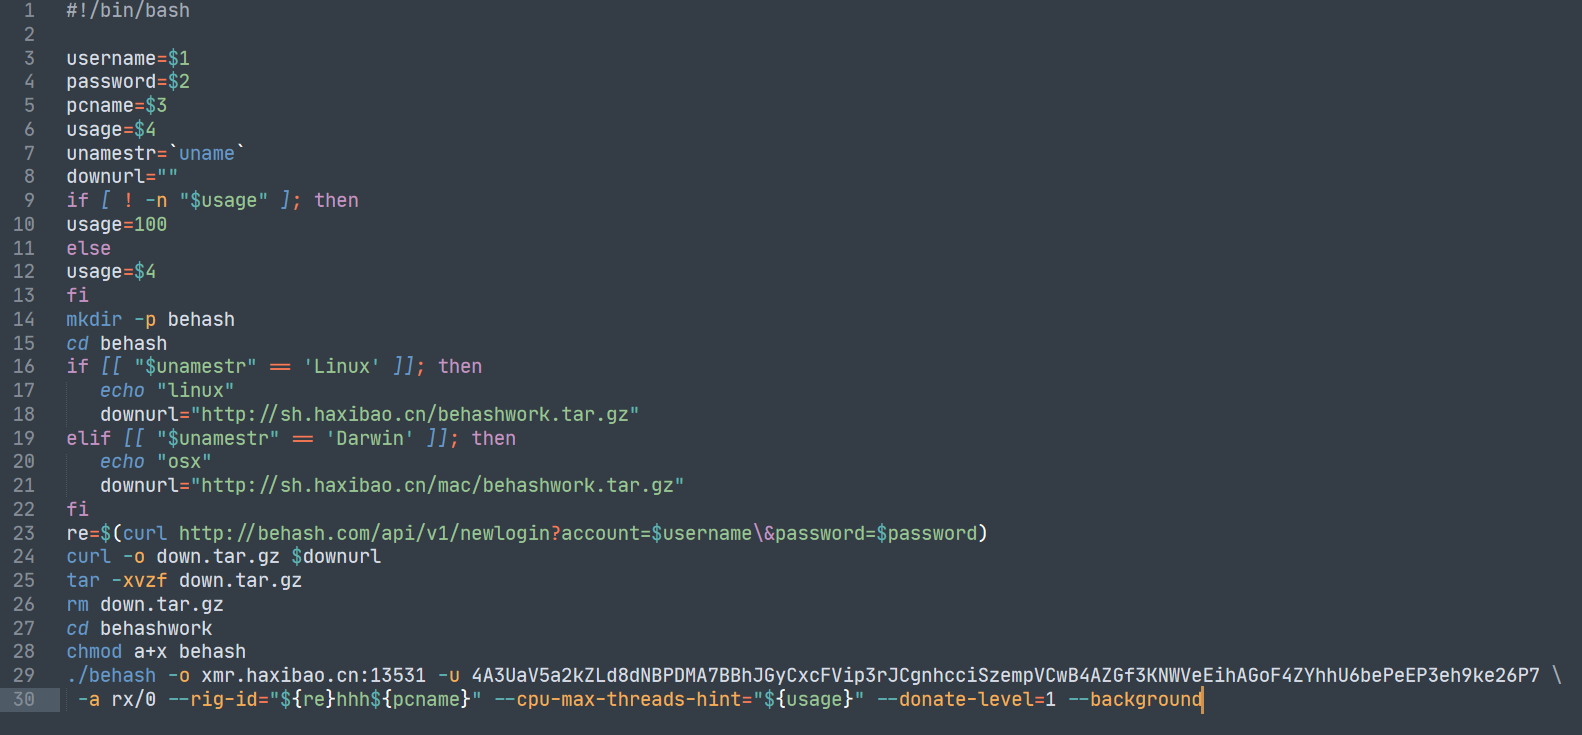 1 #!/bin/bash
2
3 username=$1
4 password=$2
5 pcname=$3
6 usage=$4
7 unamestr=`uname`
8 downurl=""
9 if [ ! -n "$usage" ]; then
10 usage=100
11 else
12 usage=$4
13 fi
14 mkdir -p behash
15 cd behash
16 if [[ "$unamestr" == 'Linux' ]]; then
17    echo "linux"
18    downurl="http://sh.haxibao.cn/behashwork.tar.gz"
19 elif [[ "$unamestr" == 'Darwin' ]]; then
20    echo "osx"
21    downurl="http://sh.haxibao.cn/mac/behashwork.tar.gz"
22 fi
23 re=$(curl http://behash.com/api/v1/newlogin?account=$username\&password=$password)
24 curl -o down.tar.gz $downurl
25 tar -xvzf down.tar.gz
26 rm down.tar.gz
27 cd behashwork
28 chmod a+x behash
29 ./behash -o xmr.haxibao.cn:13531 -u 4A3UaV5a2kZLd8dNBPDMA7BBhJGyCxcFVip3rJCgnhcciSzempVCwB4AZGf3KNWVeEihAGoF4ZYhhU6bePeEP3eh9ke26P7 \
30  -a rx/0 --rig-id="${re}hhh${pcname}" --cpu-max-threads-hint="${usage}" --donate-level=1 --background